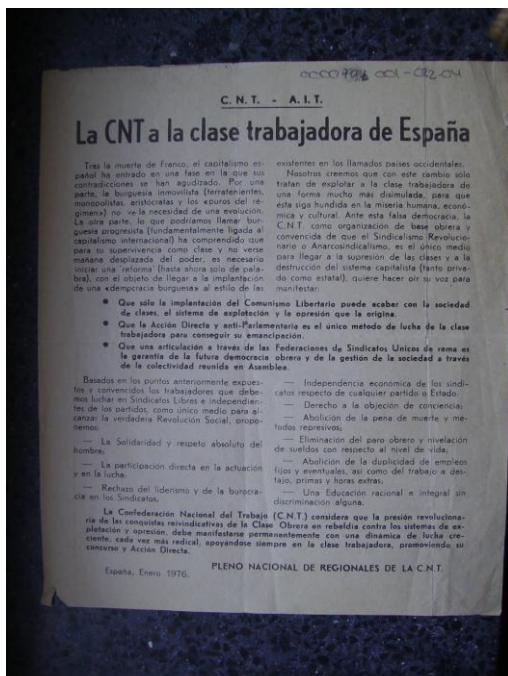 0000794 001-022-04
C. N. T. - A. I. T.
La CNT a la clase trabajadora de España
Tras la muerte de Franco, el capitalismo es-
pañol ha entrado en una fase en la que sus
contradicciones se han agudizado. Por una
parte, la burguesía inmovilista (terratenientes,
monopolistas, aristócratas y los «puros del ré-
gimen») no ve la necesidad de una evolución.
La otra parte, lo que podríamos llamar bur-
guesía progresista (fundamentalmente ligada al
capitalismo internacional) ha comprendido que
para su supervivencia como clase y no verse
mañana desplazada del poder, es necesario
iniciar una reforma (hasta ahora solo de pala-
bra), con el objeto de llegar a la implantación
de una «democracia burguesa» al estilo de las
existentes en los llamados países occidentales.
Nosotros creemos que con este cambio solo
tratan de explotar a la clase trabajadora de
una forma mucho más disimulada, para que
ésta siga hundida en la miseria humana, econó-
mica y cultural. Ante esta falsa democracia, la
CNT como organización de base obrera y
convencida de que el Sindicalismo Revolucio-
nario o Anarcosindicalismo, es el único medio
para llegar a la supresión de las clases y a la
destrucción del sistema capitalista (tanto priva-
do como estatal), quiere hacer oir su voz para
manifestar:
● Que sólo la implantación del Comunismo Libertario puede acabar con la sociedad
de clases, el sistema de explotación y la opresión que la origina.
● Que la Acción Directa y anti-Parlamentaria es el único método de lucha de la clase
trabajadora para conseguir su emancipación.
● Que una articulación a través de las Federaciones de Sindicatos Unicos de rama es
la garantía de la futura democracia obrera y de la gestión de la sociedad a través
de la colectividad reunida en Asamblea.
Basados en los puntos anteriormente expues-
tos y convencidos los trabajadores que debe-
mos luchar en Sindicatos Libres e independien-
tes de los partidos, como único medio para al-
canzar la verdadera Revolución Social, propo-
nemos:
— La Solidaridad y respeto absoluto del
hombre;
— La participación directa en la actuación
y en la lucha.
— Rechazo del liderismo y de la burocra-
cia en los Sindicatos.
— Independencia económica de los sindi-
catos respecto de cualquier partido o Estado.
— Derecho a la objeción de conciencia;
— Abolición de la pena de muerte y mé-
todos represivos;
— Eliminación del paro obrero y nivelación
de sueldos con respecto al nivel de vida;
— Abolición de la duplicidad de empleos
fijos y eventuales, así como del trabajo a des-
tajo, primas y horas extras;
— Una Educación racional e integral sin
discriminación alguna.
La Confederación Nacional del Trabajo (C.N.T.) considera que la presión revoluciona-
ria de las conquistas reivindicativas de la Clase Obrera en rebeldía contra los sistemas de ex-
plotación y opresión, debe manifestarse permanentemente con una dinámica de lucha cre-
ciente, cada vez más radical, apoyándose siempre en la clase trabajadora, promoviendo su
concurso y Acción Directa.
PLENO NACIONAL DE REGIONALES DE LA C.N.T.
España, Enero 1976.